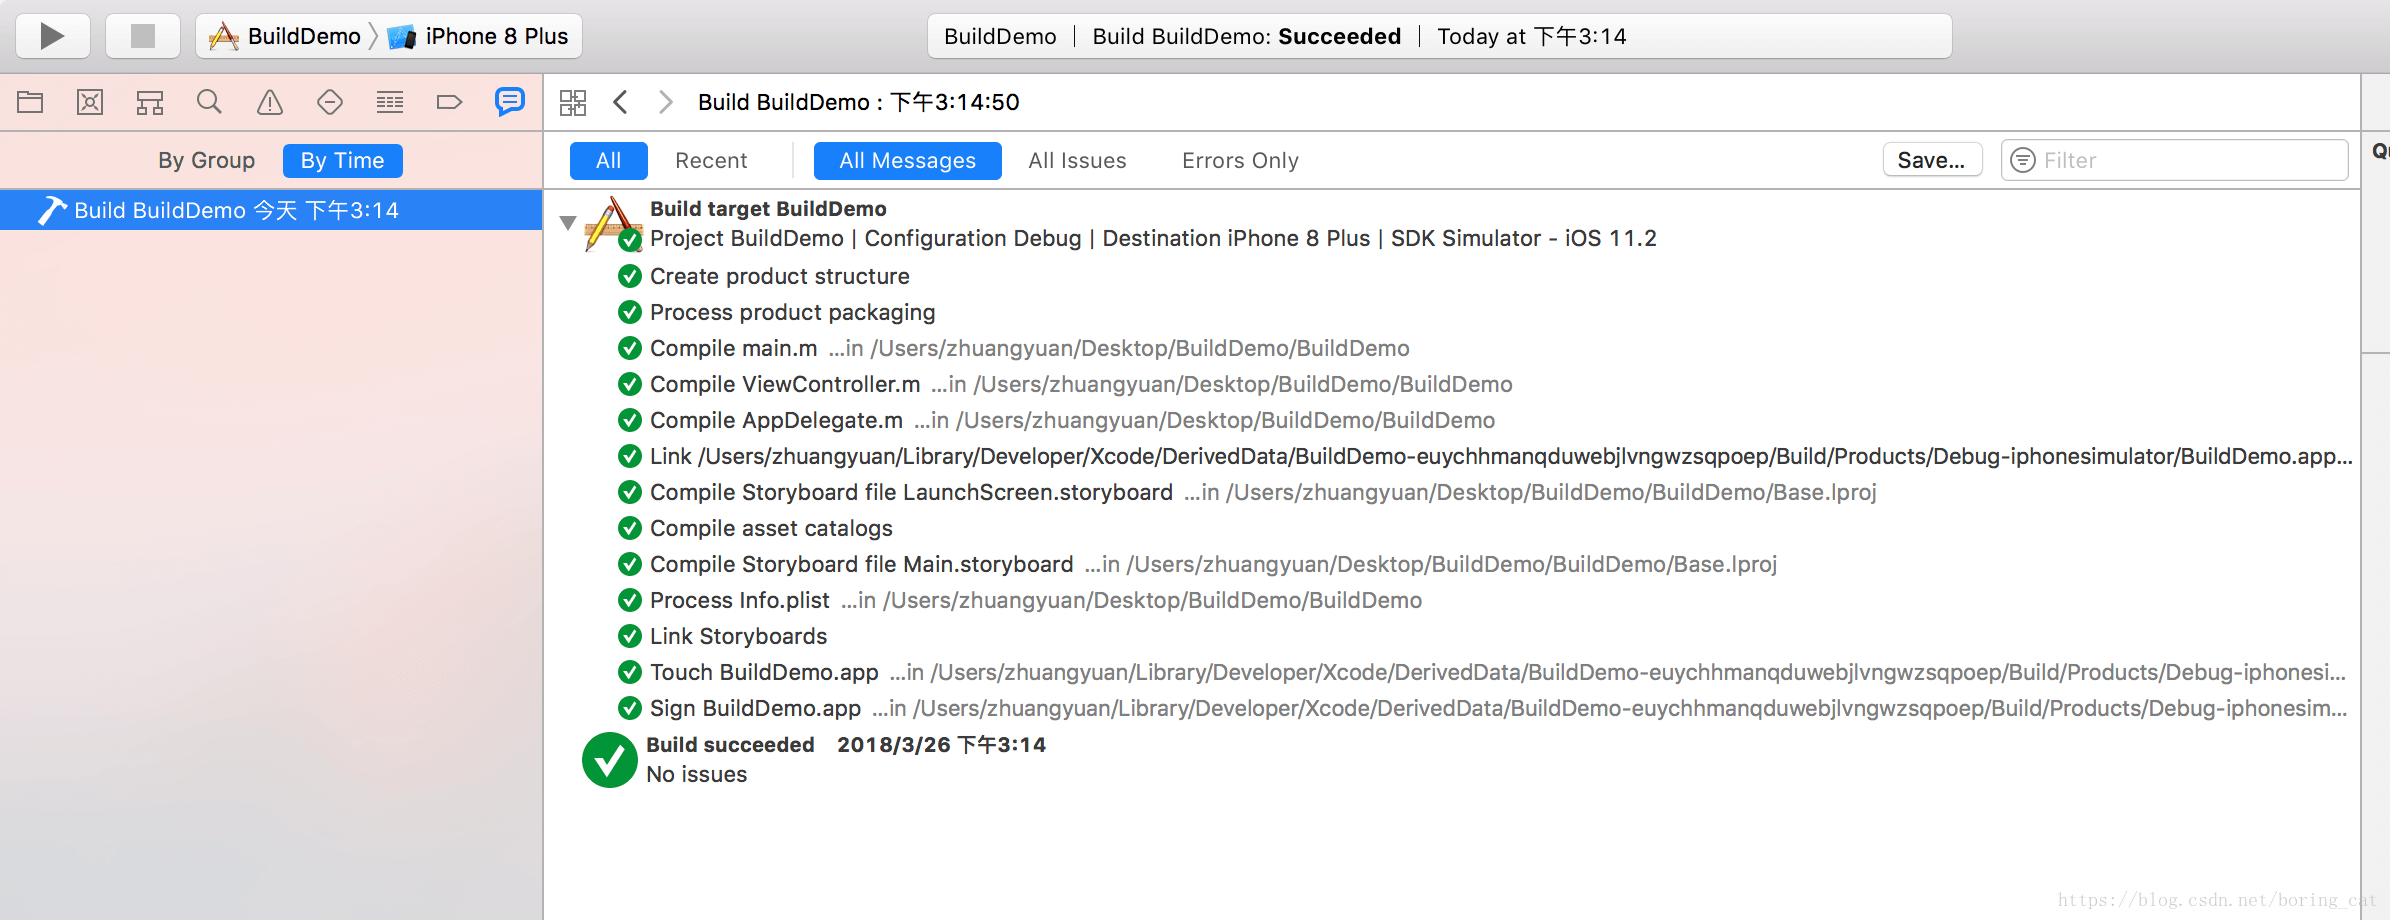 BuildDemo iPhone 8 Plus
BuildDemo | Build BuildDemo: Succeeded | Today at 下午3:14
Build BuildDemo : 下午3:14:50
By Group By Time
All Recent All Messages All Issues Errors Only Save... Filter
Build BuildDemo 今天 下午3:14
Build target BuildDemo
Project BuildDemo | Configuration Debug | Destination iPhone 8 Plus | SDK Simulator - iOS 11.2
Create product structure
Process product packaging
Compile main.m ...in /Users/zhuangyuan/Desktop/BuildDemo/BuildDemo
Compile ViewController.m ...in /Users/zhuangyuan/Desktop/BuildDemo/BuildDemo
Compile AppDelegate.m ...in /Users/zhuangyuan/Desktop/BuildDemo/BuildDemo
Link /Users/zhuangyuan/Library/Developer/Xcode/DerivedData/BuildDemo-euychhmanqduwebjlvngwzsqpoep/Build/Products/Debug-iphonesimulator/BuildDemo.app...
Compile Storyboard file LaunchScreen.storyboard ...in /Users/zhuangyuan/Desktop/BuildDemo/BuildDemo/Base.lproj
Compile asset catalogs
Compile Storyboard file Main.storyboard ...in /Users/zhuangyuan/Desktop/BuildDemo/BuildDemo/Base.lproj
Process Info.plist ...in /Users/zhuangyuan/Desktop/BuildDemo/BuildDemo
Link Storyboards
Touch BuildDemo.app ...in /Users/zhuangyuan/Library/Developer/Xcode/DerivedData/BuildDemo-euychhmanqduwebjlvngwzsqpoep/Build/Products/Debug-iphonesi...
Sign BuildDemo.app ...in /Users/zhuangyuan/Library/Developer/Xcode/DerivedData/BuildDemo-euychhmanqduwebjlvngwzsqpoep/Build/Products/Debug-iphonesim...
Build succeeded 2018/3/26 下午3:14
No issues
https://blog.csdn.net/boring_cat